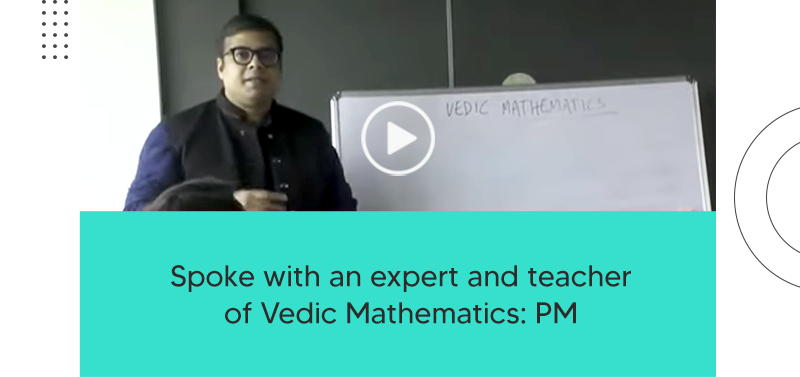 VEDIC MATHEMATICS
Spoke with an expert and teacher
of Vedic Mathematics: PM